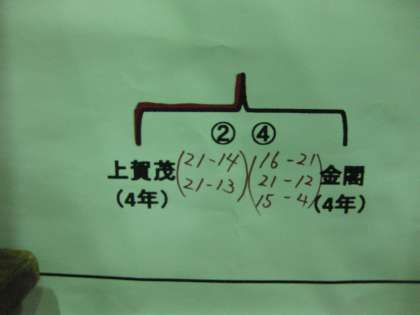 ② ④
上賀茂 (21-14 (16-21 金閣
(4年) 21-13) 21-12 (4年)
15-4)